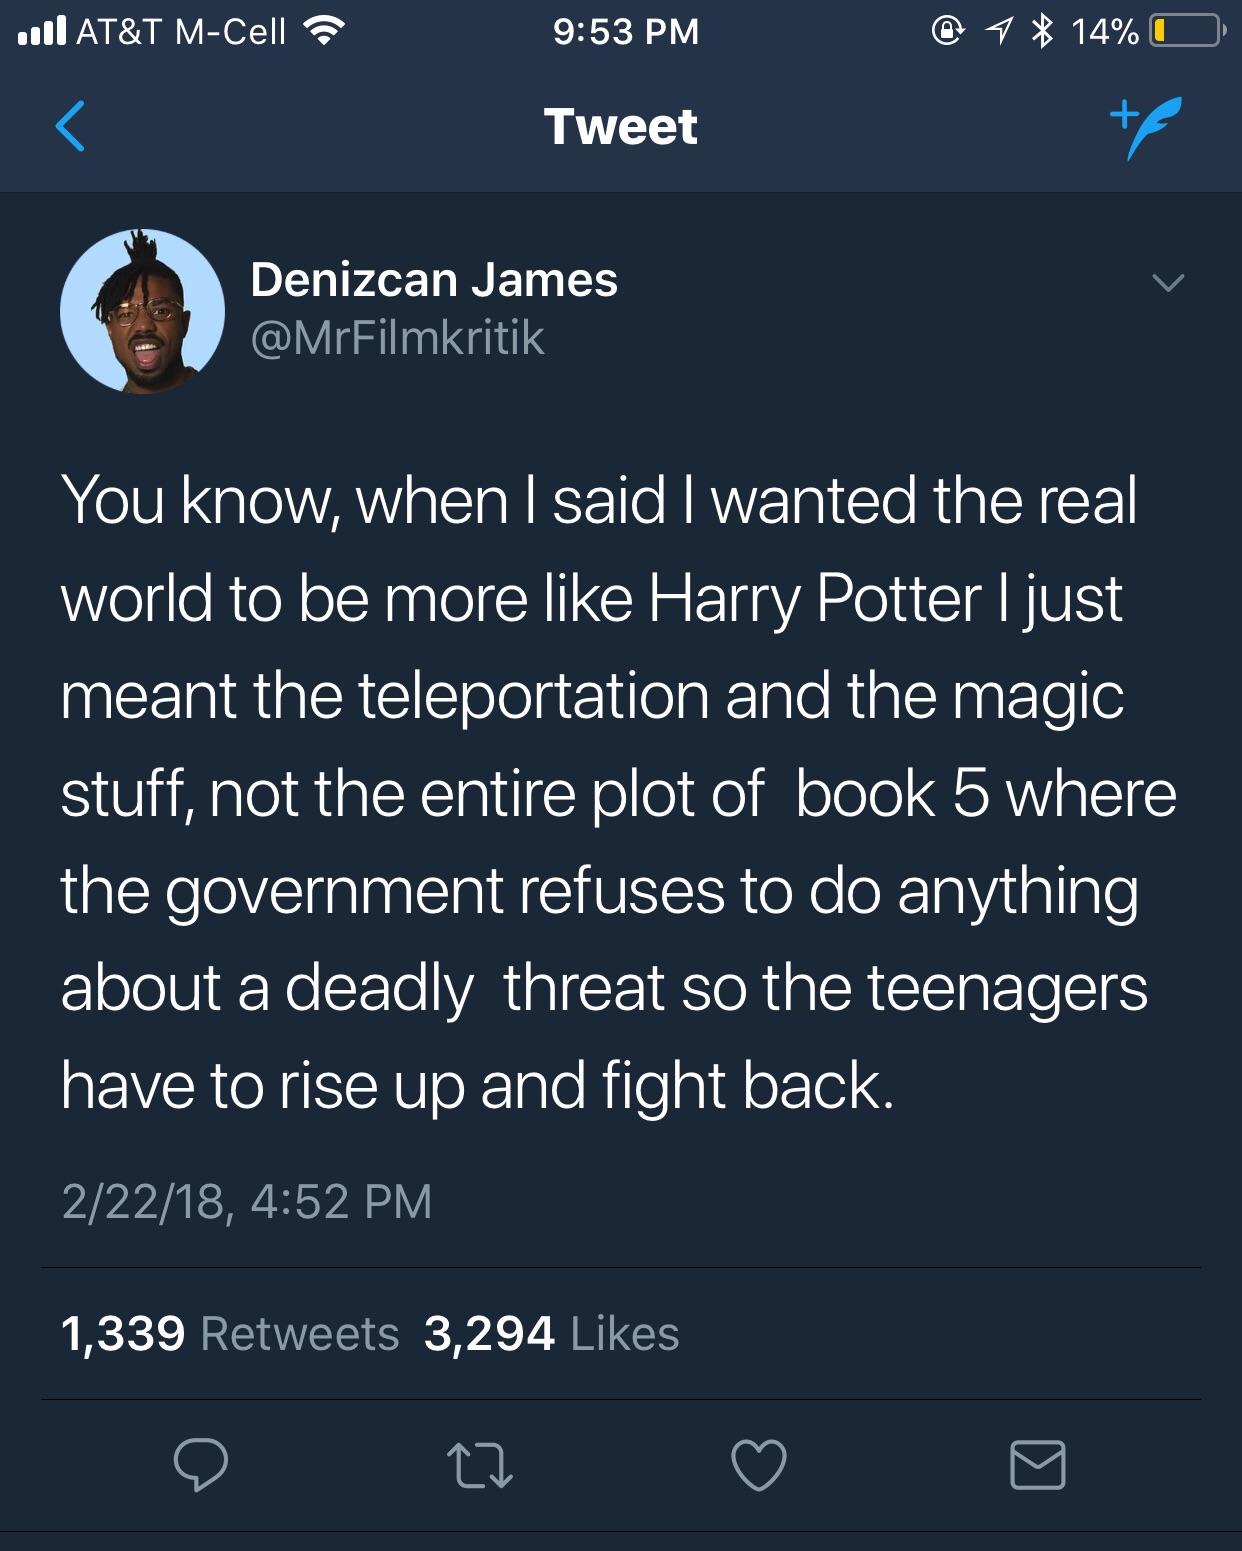 AT&T M-Cell 9:53 PM 14%
Tweet
Denizcan James
@MrFilmkritik
You know, when I said I wanted the real
world to be more like Harry Potter I just
meant the teleportation and the magic
stuff, not the entire plot of  book 5 where
the government refuses to do anything
about a deadly  threat so the teenagers
have to rise up and fight back.
2/22/18, 4:52 PM
1,339 Retweets 3,294 Likes